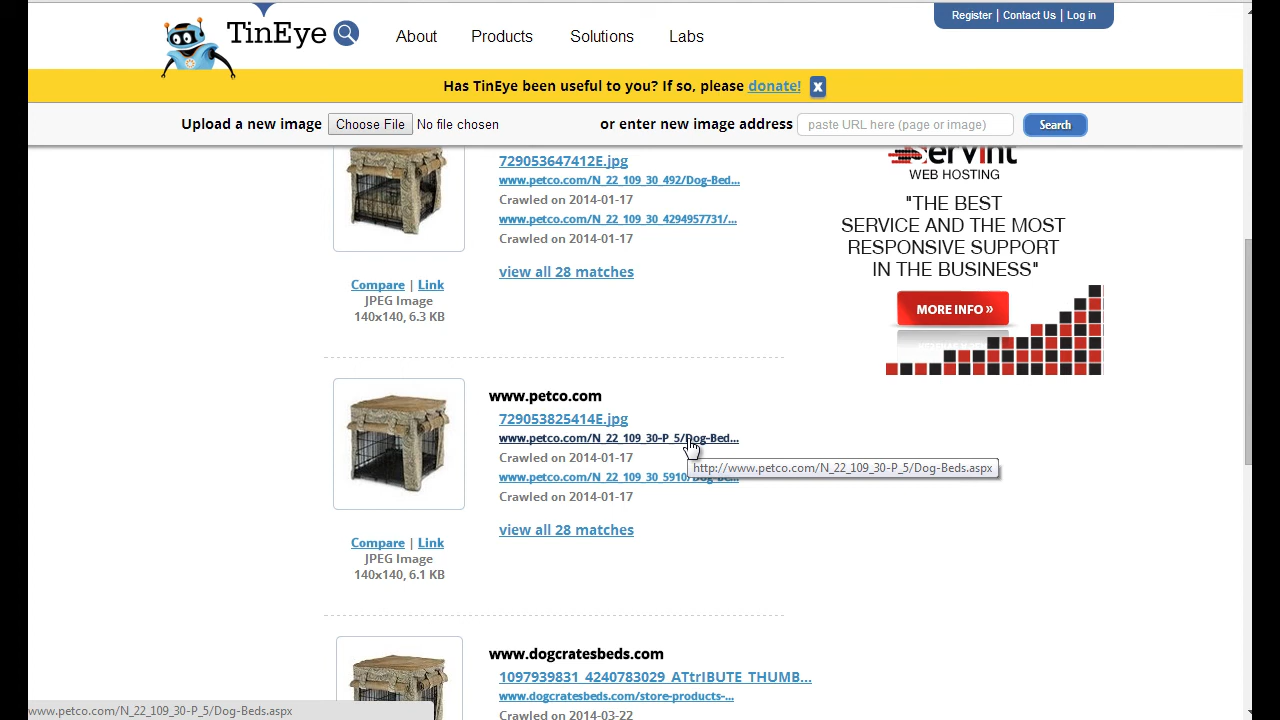 Register | Contact Us | Log in
TinEye
About
Products
Solutions
Labs
Has TinEye been useful to you? If so, please donate! x
Upload a new image Choose File No file chosen
or enter new image address paste URL here (page or image) Search
729053647412E.jpg
www.petco.com/N_22_109_30_492/Dog-Bed...
Crawled on 2014-01-17
www.petco.com/N_22_109_30_4294957731/...
Crawled on 2014-01-17
view all 28 matches
Compare | Link
JPEG Image
140x140, 6.3 KB
ServInt
WEB HOSTING
"THE BEST
SERVICE AND THE MOST
RESPONSIVE SUPPORT
IN THE BUSINESS"
MORE INFO »
www.petco.com
729053825414E.jpg
www.petco.com/N_22_109_30-P_5/Dog-Bed...
Crawled on 2014-01-17
http://www.petco.com/N_22_109_30-P_5/Dog-Beds.aspx
www.petco.com/N_22_109_30_5910/Dog-Be...
Crawled on 2014-01-17
view all 28 matches
Compare | Link
JPEG Image
140x140, 6.1 KB
www.dogcratesbeds.com
1097939831_4240783029_ATtrIBUTE_THUMB...
www.dogcratesbeds.com/store-products-...
Crawled on 2014-03-22
www.petco.com/N_22_109_30-P_5/Dog-Beds.aspx